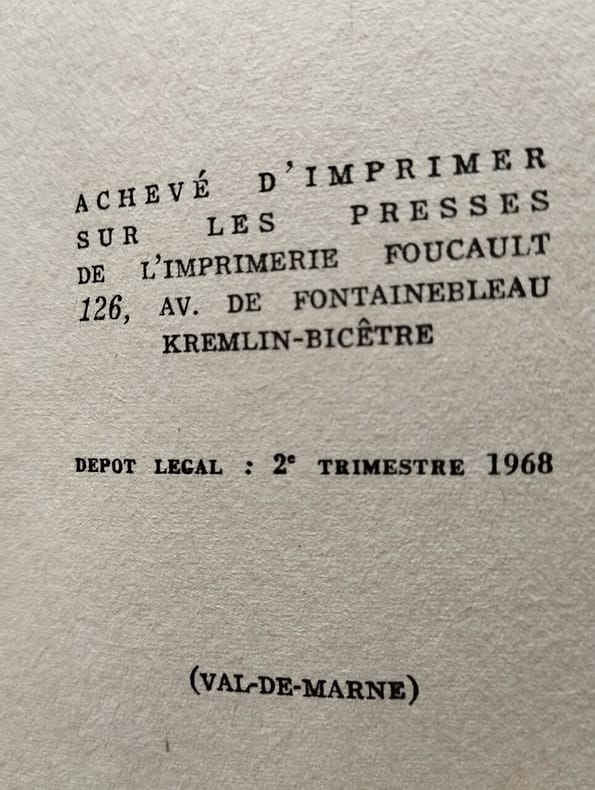 ACHEVÉ D'IMPRIMER
SUR LES PRESSES
DE L'IMPRIMERIE FOUCAULT
126, AV. DE FONTAINEBLEAU
KREMLIN-BICÊTRE
DEPOT LEGAL : 2e TRIMESTRE 1968
(VAL-DE-MARNE)